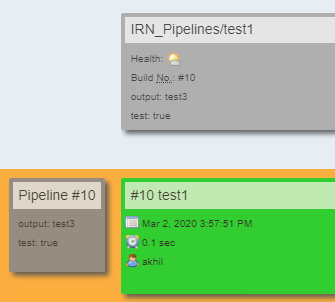 IRN_Pipelines/test1
Health:
Build No.: #10
output: test3
test: true
Pipeline #10
output: test3
test: true
#10 test1
Mar 2, 2020 3:57:51 PM
0.1 sec
akhil